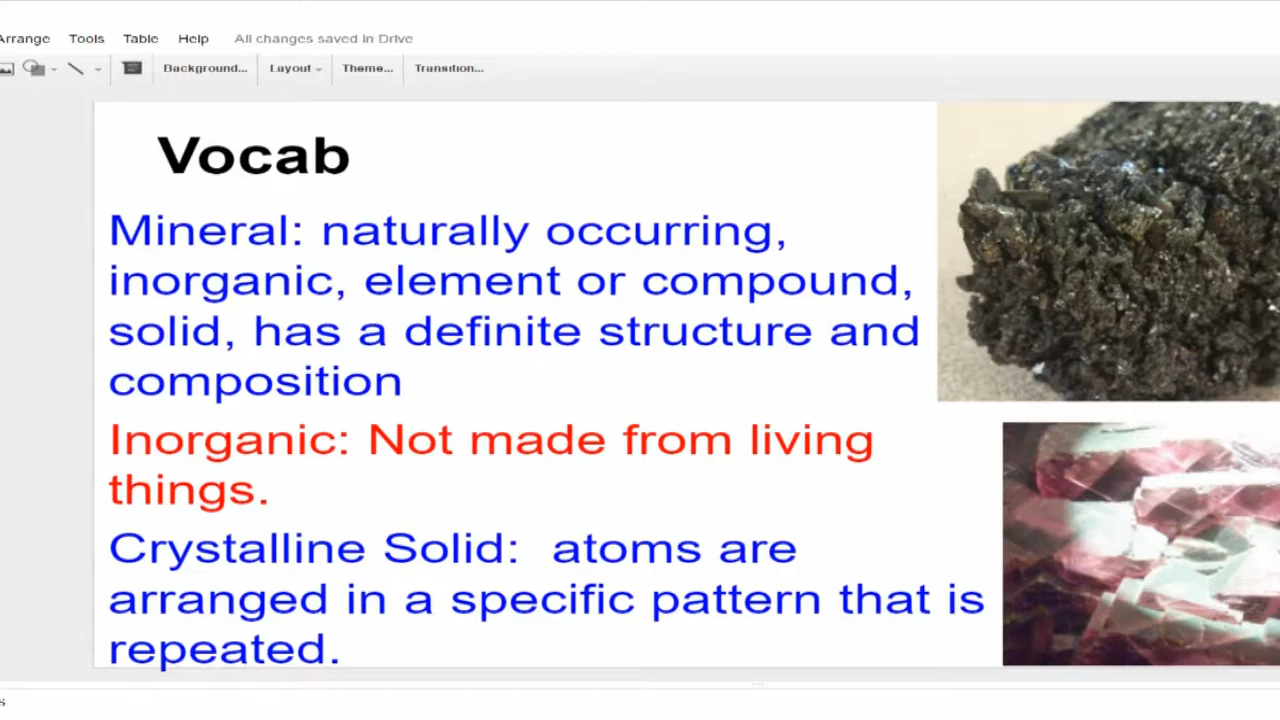 Arrange Tools Table Help All changes saved in Drive
Background... Layout Theme... Transition...
Vocab
Mineral: naturally occurring,
inorganic, element or compound,
solid, has a definite structure and
composition
Inorganic: Not made from living
things.
Crystalline Solid: atoms are
arranged in a specific pattern that is
repeated.
s